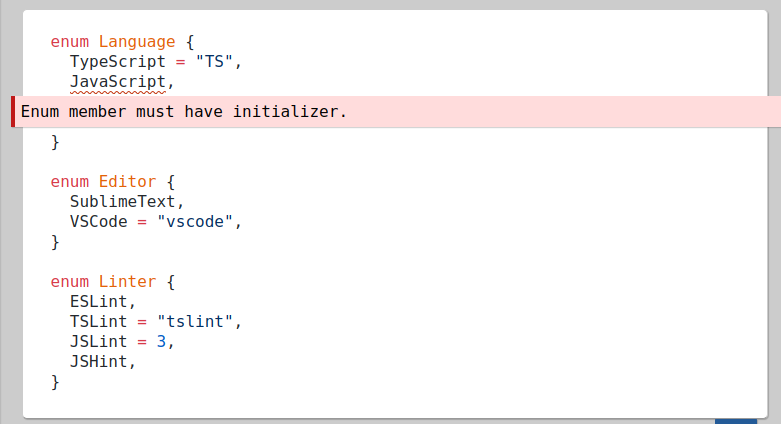 enum Language {
  TypeScript = "TS",
  JavaScript,
Enum member must have initializer.
}
enum Editor {
  SublimeText,
  VSCode = "vscode",
}
enum Linter {
  ESLint,
  TSLint = "tslint",
  JSLint = 3,
  JSHint,
}